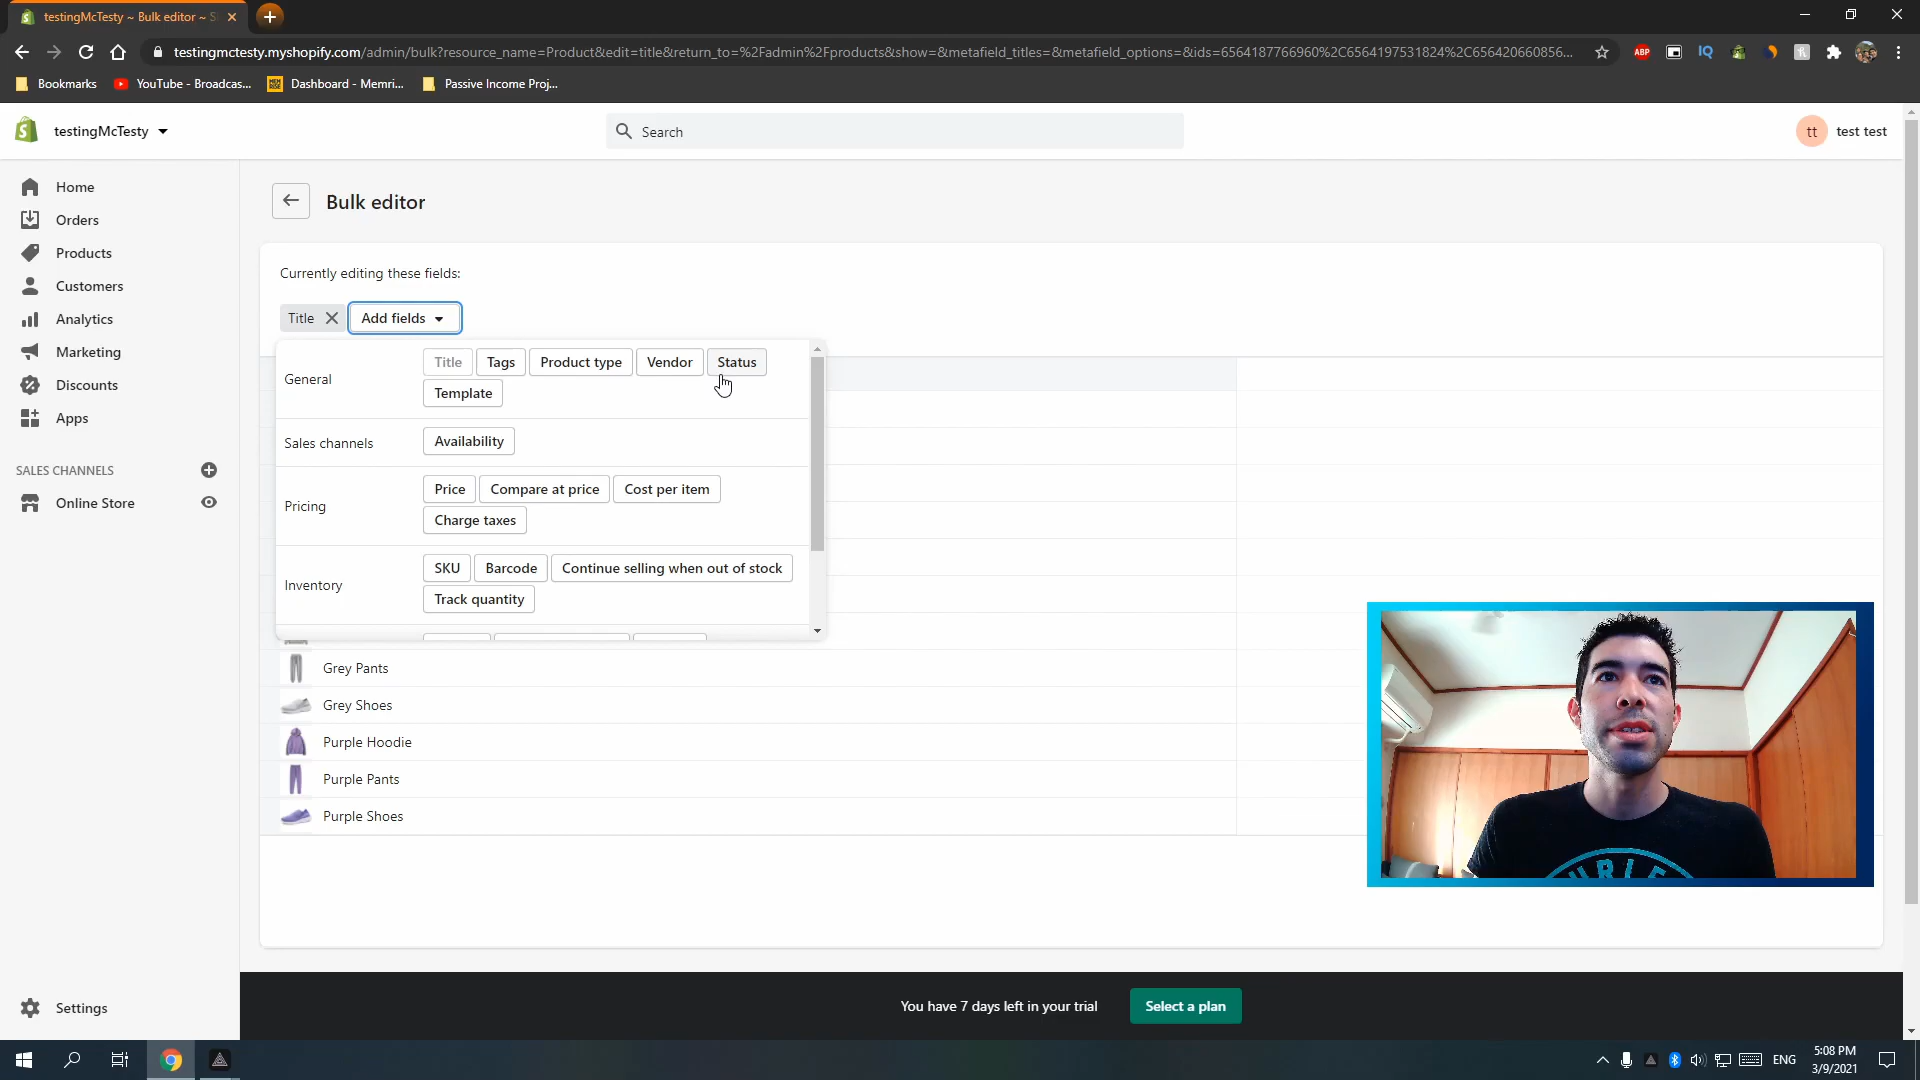 testingMcTesty ~ Bulk editor ~ S
testingmctesty.myshopify.com/admin/bulk?resource_name=Product&edit=title&return_to=%2Fadmin%2Fproducts&show=&metafield_titles=&metafield_options=&ids=6564187766960%2C6564197531824%2C656420660856...
ABP
IQ
Bookmarks
YouTube - Broadcas...
Dashboard - Memri...
Passive Income Proj...
testingMcTesty
Search
tt
test test
Home
Orders
Products
Customers
Analytics
Marketing
Discounts
Apps
SALES CHANNELS
Online Store
Settings
Bulk editor
Currently editing these fields:
Title
Add fields
General
Title Tags Product type Vendor Status
Template
Sales channels
Availability
Pricing
Price Compare at price Cost per item
Charge taxes
Inventory
SKU Barcode Continue selling when out of stock
Track quantity
Grey Pants
Grey Shoes
Purple Hoodie
Purple Pants
Purple Shoes
You have 7 days left in your trial
Select a plan
ENG
5:08 PM
3/9/2021